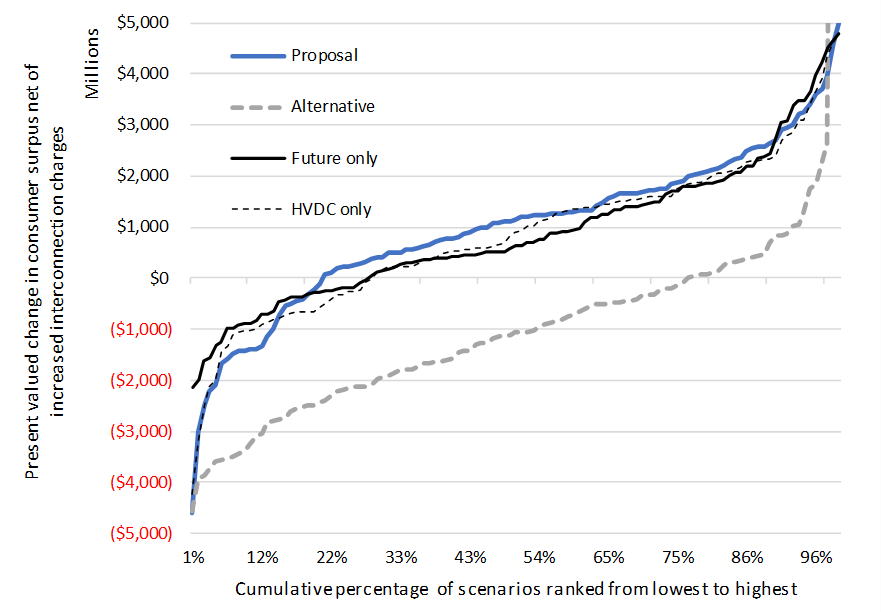 Present valued change in consumer surpus net of
increased interconnection charges
Millions
$5,000
$4,000
$3,000
$2,000
$1,000
$0
($1,000)
($2,000)
($3,000)
($4,000)
($5,000)
Proposal
Alternative
Future only
HVDC only
1% 12% 22% 33% 43% 54% 65% 75% 86% 96%
Cumulative percentage of scenarios ranked from lowest to highest